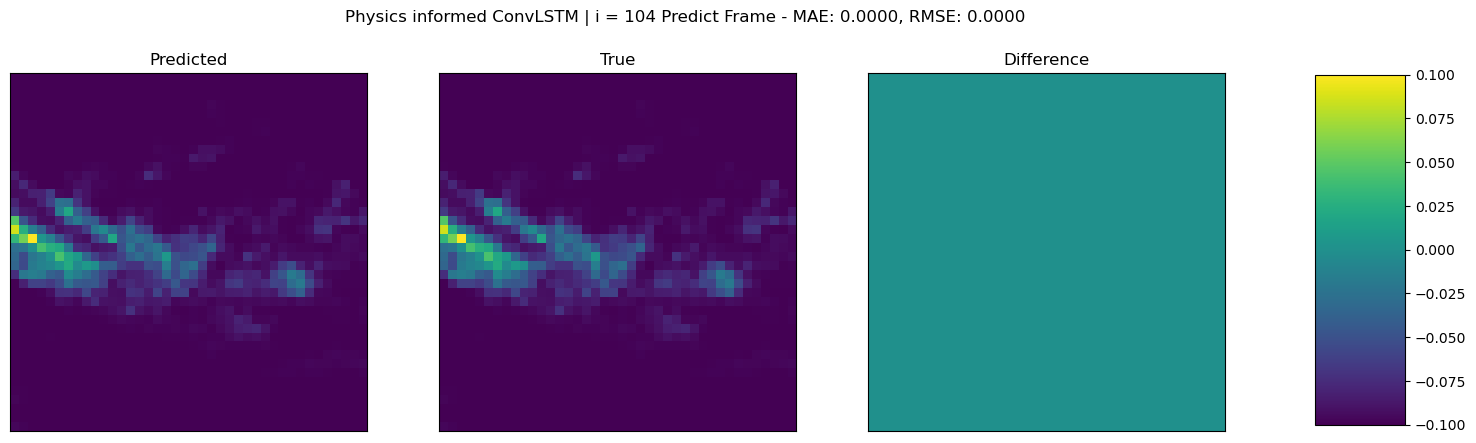 Physics informed ConvLSTM | i = 104 Predict Frame - MAE: 0.0000, RMSE: 0.0000
Predicted
True
Difference
0.100
0.075
0.050
0.025
0.000
−0.025
−0.050
−0.075
−0.100